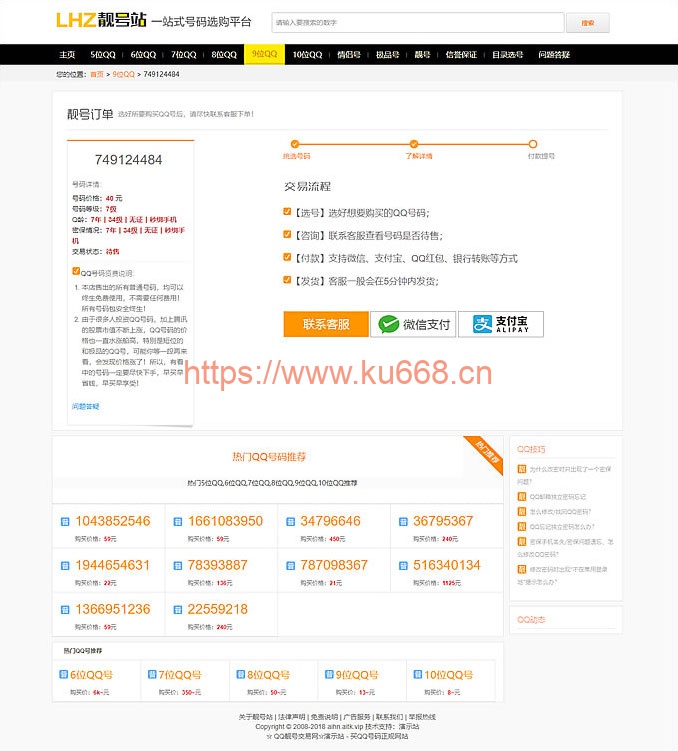 LHZ靓号站 一站式号码选购平台
请输入要搜索的数字 搜索
主页 5位QQ 6位QQ 7位QQ 8位QQ 9位QQ 10位QQ 情侣号 极品号 靓号 信誉保证 目录选号 问题答疑
您的位置：首页 > 9位QQ > 749124484
靓号订单 选好所要购买QQ号后，请尽快联系客服下单！
749124484
号码详情:
号码价格：40 元
号码等级：7级
Q龄：7年 | 34级 | 无证 | 秒绑手机
密保情况：7年 | 34级 | 无证 | 秒绑手机
交易状态：待售
QQ号码资费说明:
1. 本店售出的所有普通号码，均可以
终生免费使用，不需要任何费用！
所有号码包安全终生！
2. 由于很多人投资QQ号码，加上腾讯
的股票市值不断上涨，QQ号码的价
格也一直水涨船高，特别是短位的
和极品的QQ号，可能你够一段再来
看，会发现价格涨了！所以，有看
中的号码一定要尽快下手，早买早
省钱，早买早享受！
问题答疑
挑选号码 了解详情 付款提号
交易流程
【选号】选好想要购买的QQ号码；
【咨询】联系客服查看号码是否待售；
【付款】支持微信、支付宝、QQ红包、银行转账等方式
【发货】客服一般会在5分钟内发货；
联系客服 微信支付 支付宝 ALIPAY
https://www.ku668.cn
热门QQ号码推荐
热门推荐
热门5位QQ,6位QQ,7位QQ,8位QQ,9位QQ,10位QQ推荐
1043852546 1661083950 34796646 36795367
购买价格：59元 购买价格：59元 购买价格：450元 购买价格：240元
1944654631 78393887 787098367 516340134
购买价格：22元 购买价格：136元 购买价格：21元 购买价格：1125元
1366951236 22559218
购买价格：59元 购买价格：240元
热门QQ号推荐
6位QQ号 7位QQ号 8位QQ号 9位QQ号 10位QQ号
购买价格：6k~元 购买价格：350~元 购买价格：50~元 购买价格：13~元 购买价格：8~元
QQ技巧
为什么改密时只出现了一个密保
问题？
QQ邮箱独立密码忘记
怎么修改/找回QQ密码？
QQ忘记独立密码怎么办？
密保手机丢失/密保问题遗忘，怎
么修改QQ密码？
修改密码时出现“不在常用登录
地”提示怎么办？
QQ动态
关于靓号站 | 法律声明 | 免责说明 | 广告服务 | 联系我们 | 举报热线
Copyright © 2008-2018 aihn.aitk.vip 技术支持：演示站
☆ QQ靓号交易网☆演示站 - 买QQ号码正规网站